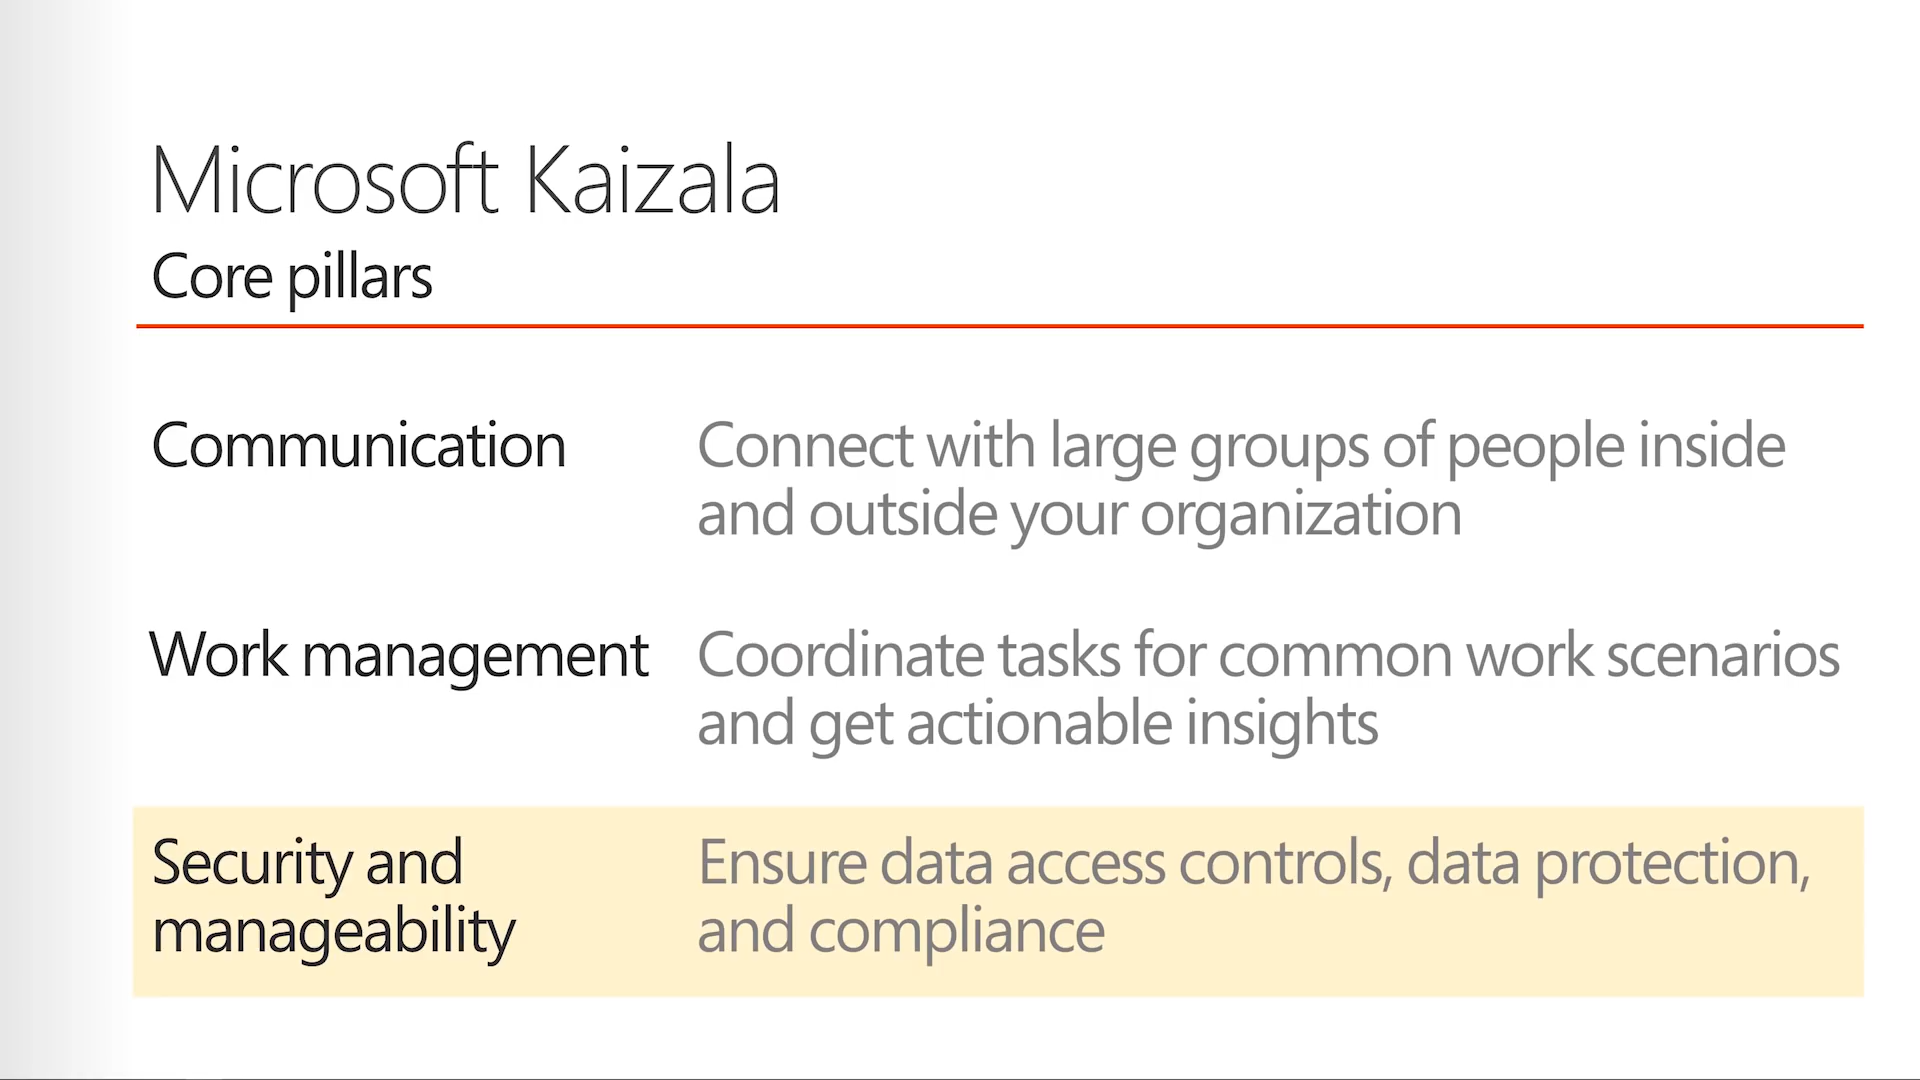 Microsoft Kaizala
Core pillars
Communication
Connect with large groups of people inside
and outside your organization
Work management
Coordinate tasks for common work scenarios
and get actionable insights
Security and
manageability
Ensure data access controls, data protection,
and compliance